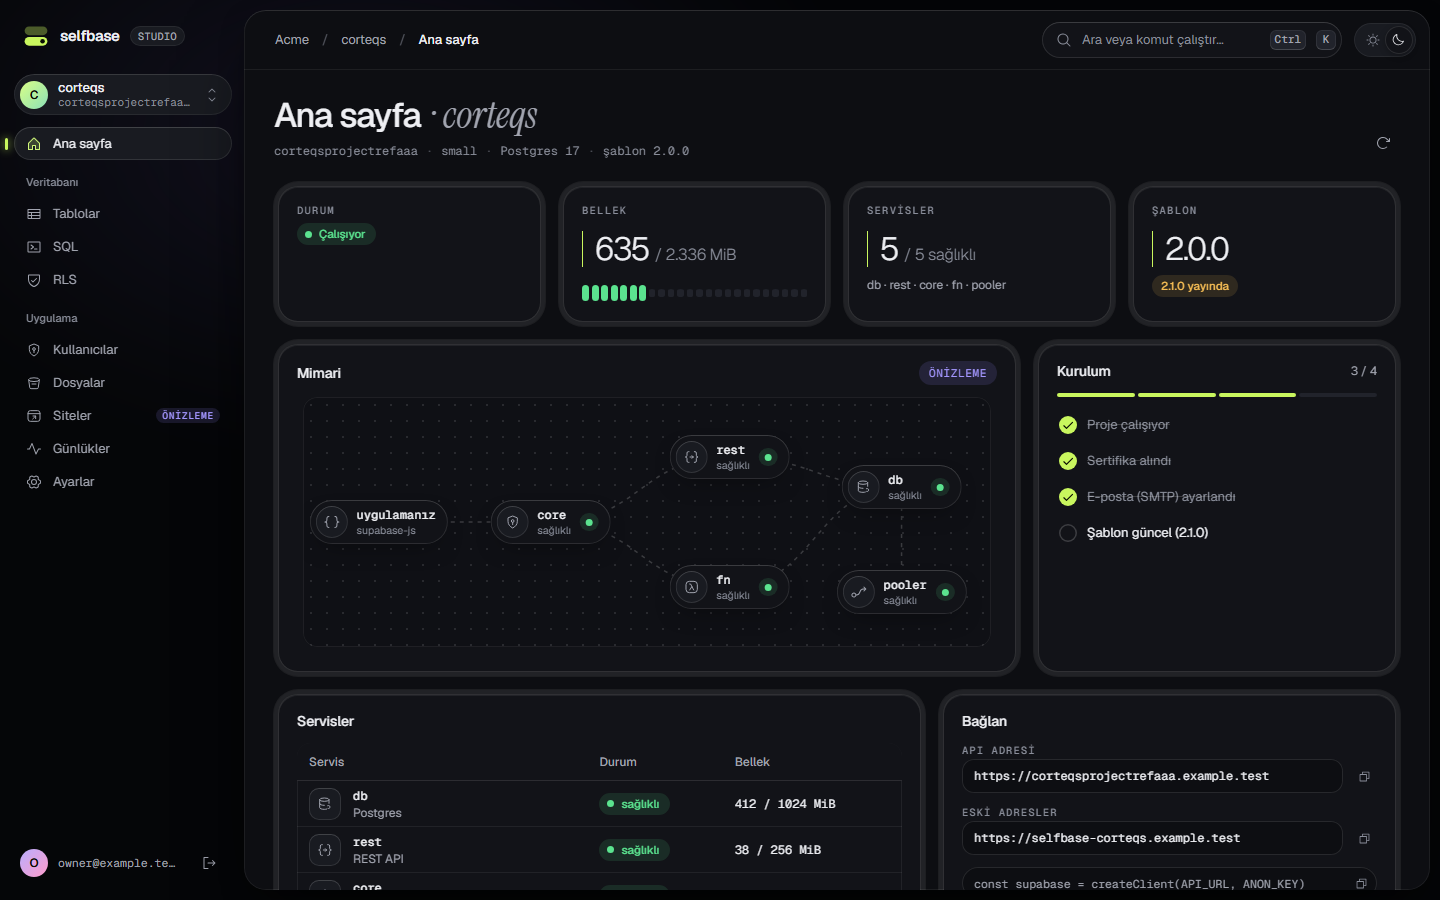 selfbase STUDIO
Acme / corteqs / Ana sayfa
Ara veya komut çalıştır... Ctrl K
C
corteqs
corteqsprojectrefaa…
Ana sayfa
Veritabanı
Tablolar
SQL
RLS
Uygulama
Kullanıcılar
Dosyalar
Siteler ÖNİZLEME
Günlükler
Ayarlar
O owner@example.te…
Ana sayfa · corteqs
corteqsprojectrefaaa · small · Postgres 17 · şablon 2.0.0
DURUM
Çalışıyor
BELLEK
635 / 2.336 MiB
SERVİSLER
5 / 5 sağlıklı
db · rest · core · fn · pooler
ŞABLON
2.0.0
2.1.0 yayında
Mimari ÖNİZLEME
uygulamanız
supabase-js
core
sağlıklı
rest
sağlıklı
fn
sağlıklı
db
sağlıklı
pooler
sağlıklı
Kurulum 3 / 4
Proje çalışıyor
Sertifika alındı
E-posta (SMTP) ayarlandı
Şablon güncel (2.1.0)
Servisler
Servis Durum Bellek
db
Postgres
sağlıklı
412 / 1024 MiB
rest
REST API
sağlıklı
38 / 256 MiB
core
Bağlan
API ADRESİ
https://corteqsprojectrefaaa.example.test
ESKİ ADRESLER
https://selfbase-corteqs.example.test
const supabase = createClient(API_URL, ANON_KEY)